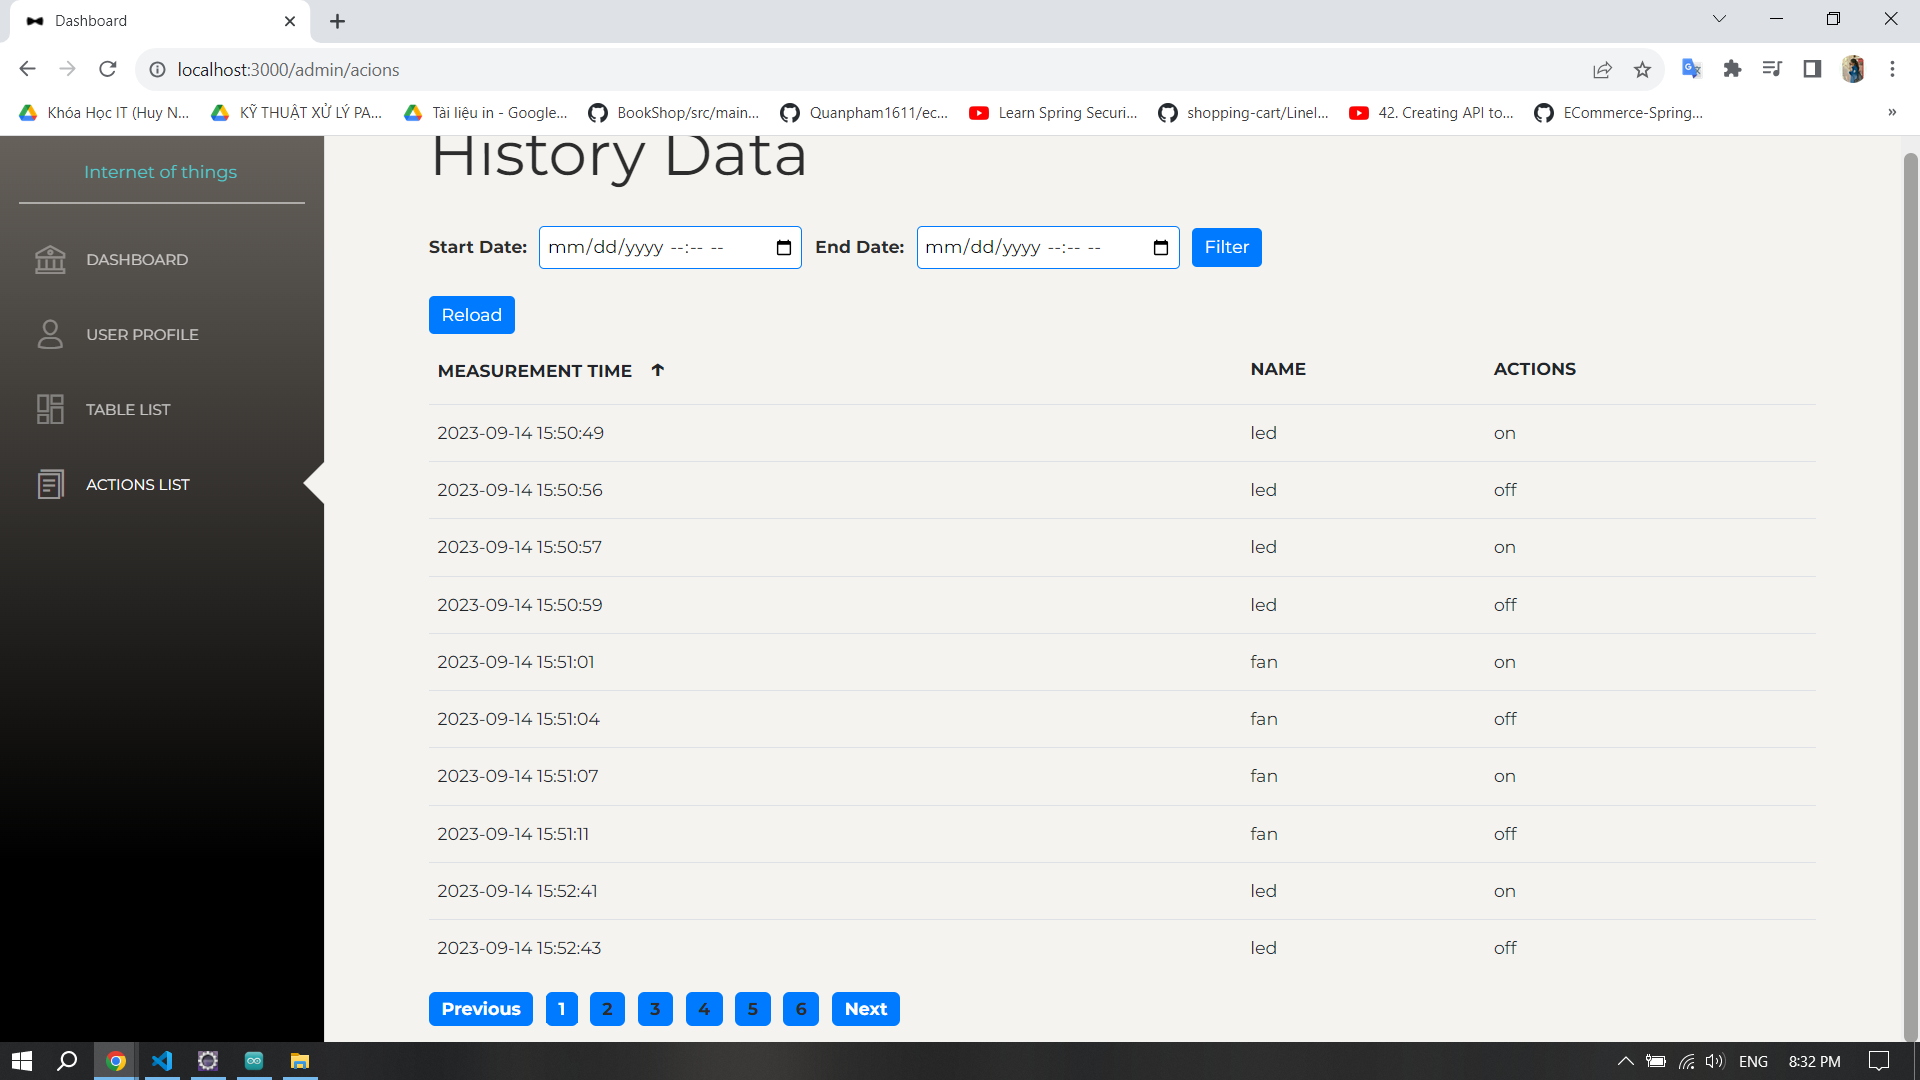 Dashboard
localhost:3000/admin/acions
Khóa Học IT (Huy N... KỸ THUẬT XỬ LÝ PA... Tài liệu in - Google... BookShop/src/main... Quanpham1611/ec... Learn Spring Securi... shopping-cart/Linel... 42. Creating API to... ECommerce-Spring... »
Internet of things
DASHBOARD
USER PROFILE
TABLE LIST
ACTIONS LIST
History Data
Start Date: mm/dd/yyyy --:-- -- End Date: mm/dd/yyyy --:-- -- Filter
Reload
MEASUREMENT TIME ↑ NAME ACTIONS
2023-09-14 15:50:49 led on
2023-09-14 15:50:56 led off
2023-09-14 15:50:57 led on
2023-09-14 15:50:59 led off
2023-09-14 15:51:01 fan on
2023-09-14 15:51:04 fan off
2023-09-14 15:51:07 fan on
2023-09-14 15:51:11 fan off
2023-09-14 15:52:41 led on
2023-09-14 15:52:43 led off
Previous 1 2 3 4 5 6 Next
ENG 8:32 PM